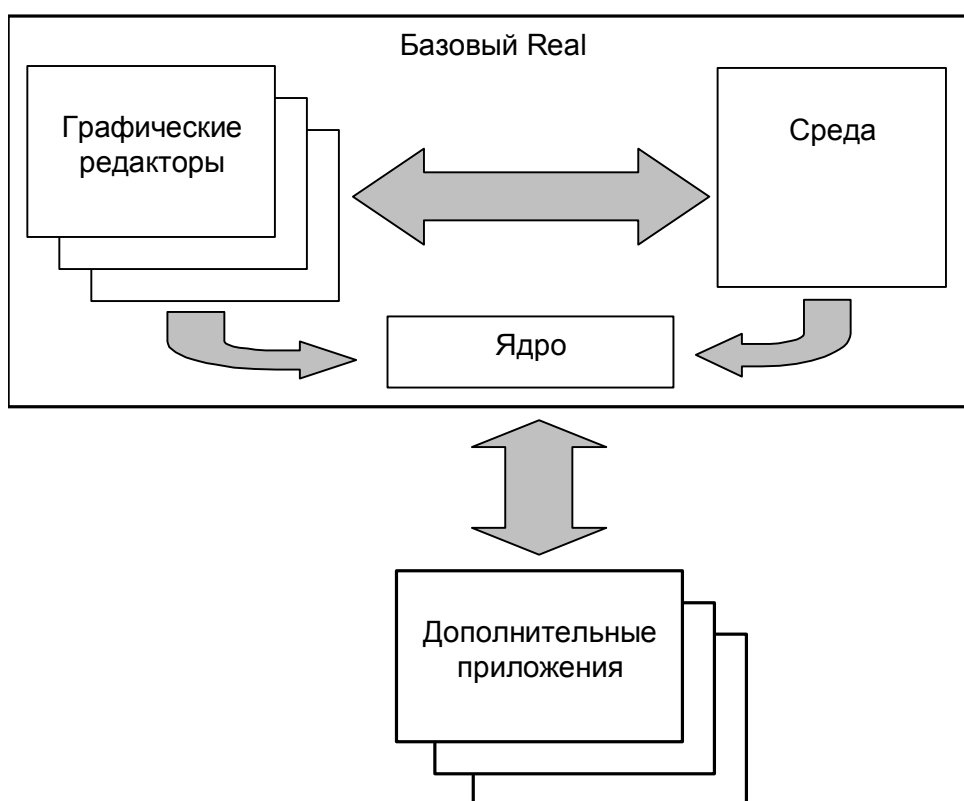 Базовый Real
Графические
редакторы
Среда
Ядро
Дополнительные
приложения